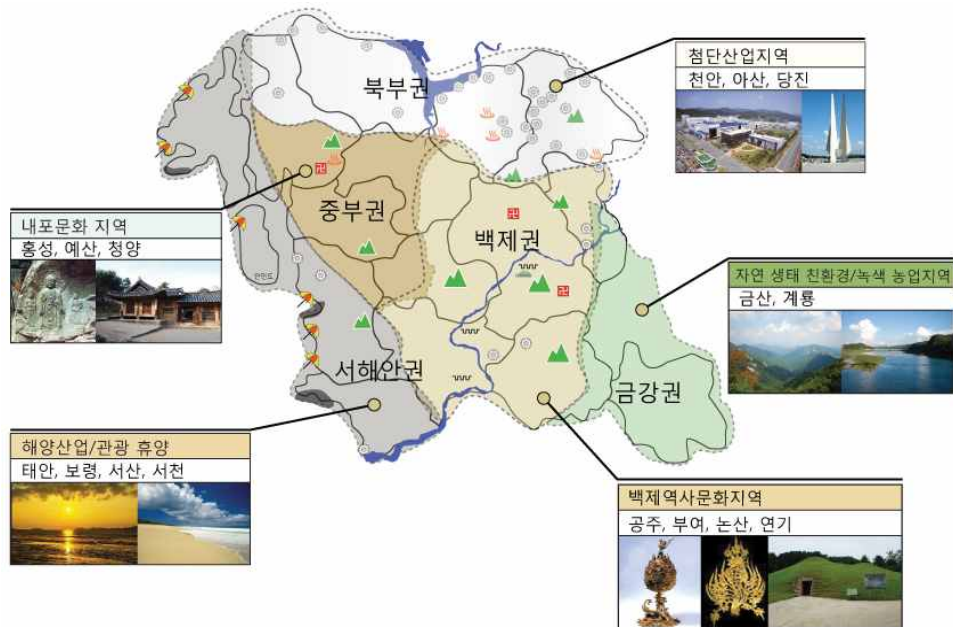 북부권
첨단산업지역
천안, 아산, 당진
내포문화 지역
홍성, 예산, 청양
중부권
백제권
안면도
자연 생태 친환경/녹색 농업지역
금산, 계룡
서해안권
금강권
해양산업/관광 휴양
태안, 보령, 서산, 서천
백제역사문화지역
공주, 부여, 논산, 연기